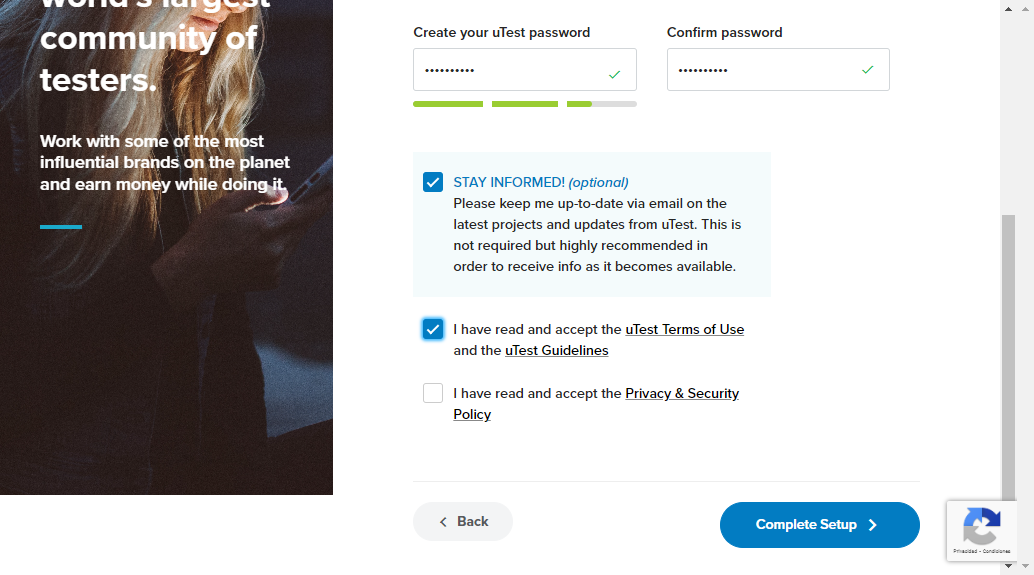 world's largest
community of
testers.
Work with some of the most
influential brands on the planet
and earn money while doing it.
Create your uTest password
Confirm password
••••••••••
••••••••••
STAY INFORMED! (optional)
Please keep me up-to-date via email on the
latest projects and updates from uTest. This is
not required but highly recommended in
order to receive info as it becomes available.
I have read and accept the uTest Terms of Use
and the uTest Guidelines
I have read and accept the Privacy & Security
Policy
Back
Complete Setup
Privacidad - Condiciones